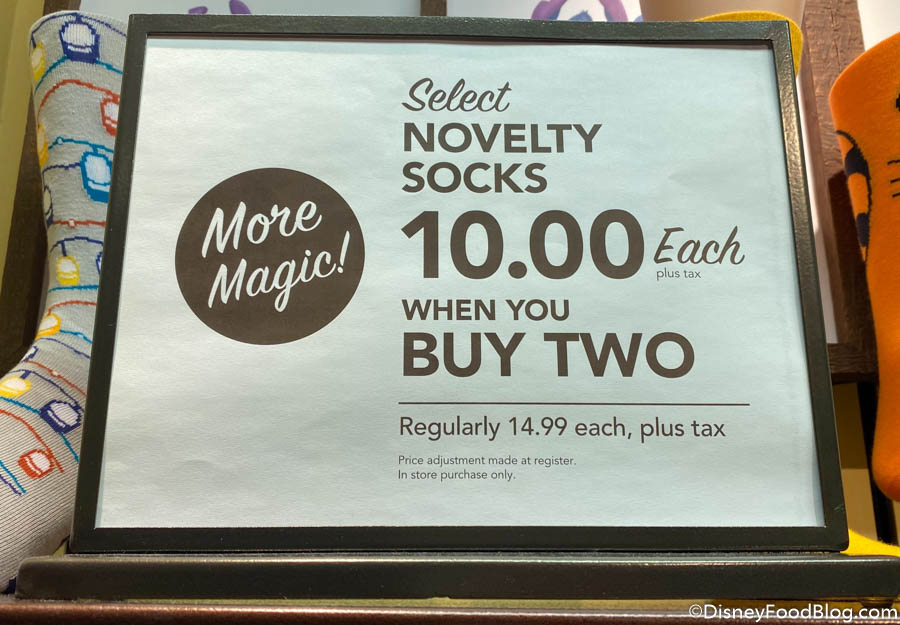 More
Magic!
Select
NOVELTY
SOCKS
10.00 Each
plus tax
WHEN YOU
BUY TWO
Regularly 14.99 each, plus tax
Price adjustment made at register.
In store purchase only.
©DisneyFoodBlog.com